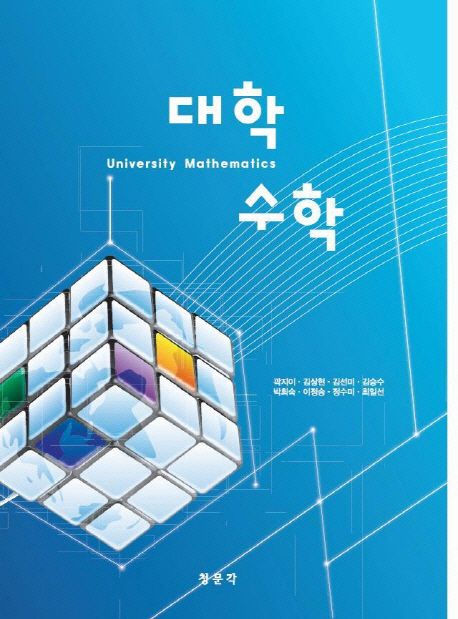 대학
University Mathematics
수학
곽지이 · 김상현 · 김선미 · 김승수
박희숙 · 이정송 · 정수미 · 최일선
청문각